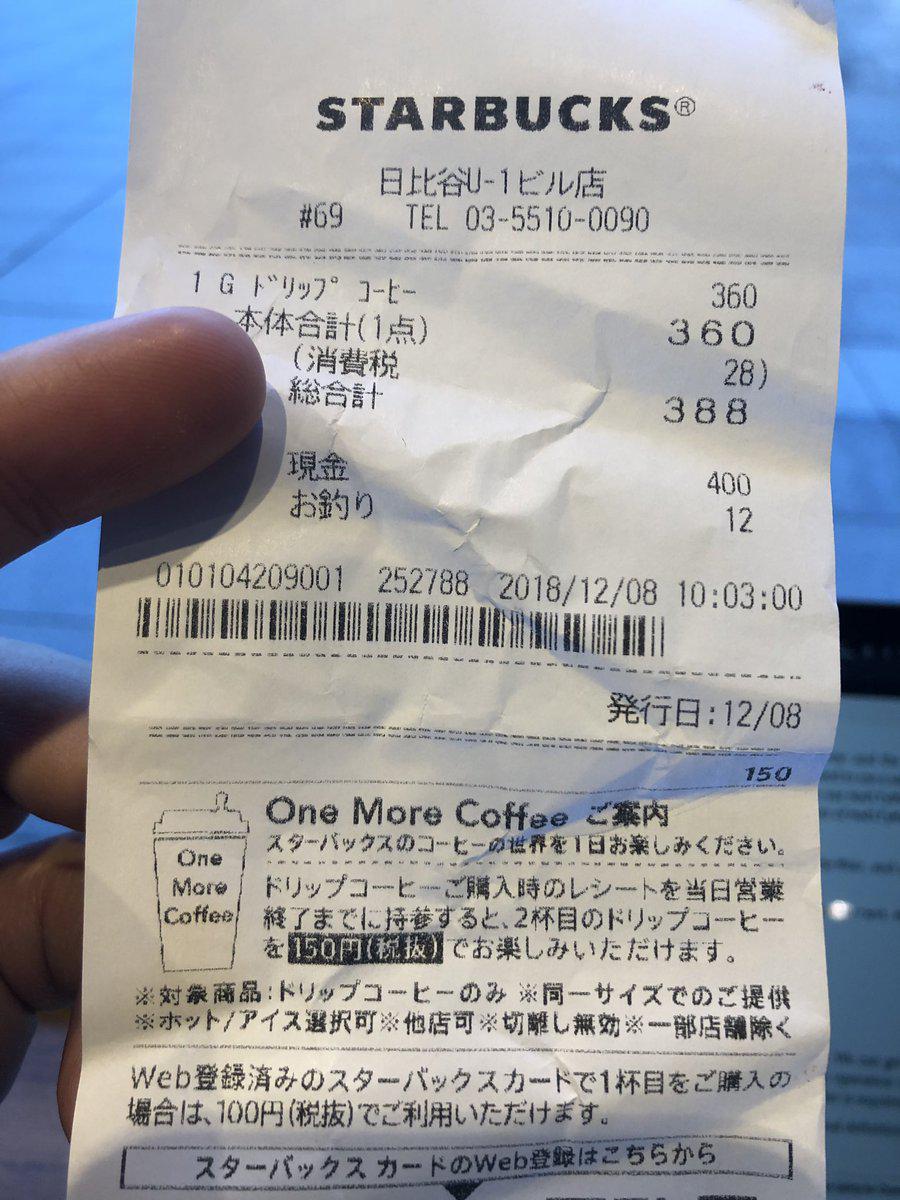 STARBUCKS®
日比谷U-1ビル店
#69 TEL 03-5510-0090
1 G ﾄﾞﾘｯﾌﾟ ｺｰﾋｰ 360
本体合計(1点) 360
(消費税 28)
総合計 388
現金 400
お釣り 12
010104209001 252788 2018/12/08 10:03:00
発行日:12/08
150
One More Coffee ご案内
スターバックスのコーヒーの世界を1日お楽しみください。
One
More
Coffee
ドリップコーヒーご購入時のレシートを当日営業
終了までに持参すると、2杯目のドリップコーヒー
を150円(税抜)でお楽しみいただけます。
※対象商品:ドリップコーヒーのみ ※同一サイズでのご提供
※ホット/アイス選択可※他店可※切離し無効※一部店舗除く
Web登録済みのスターバックスカードで1杯目をご購入の
場合は、100円(税抜)でご利用いただけます。
スターバックス カードのWeb登録はこちらから